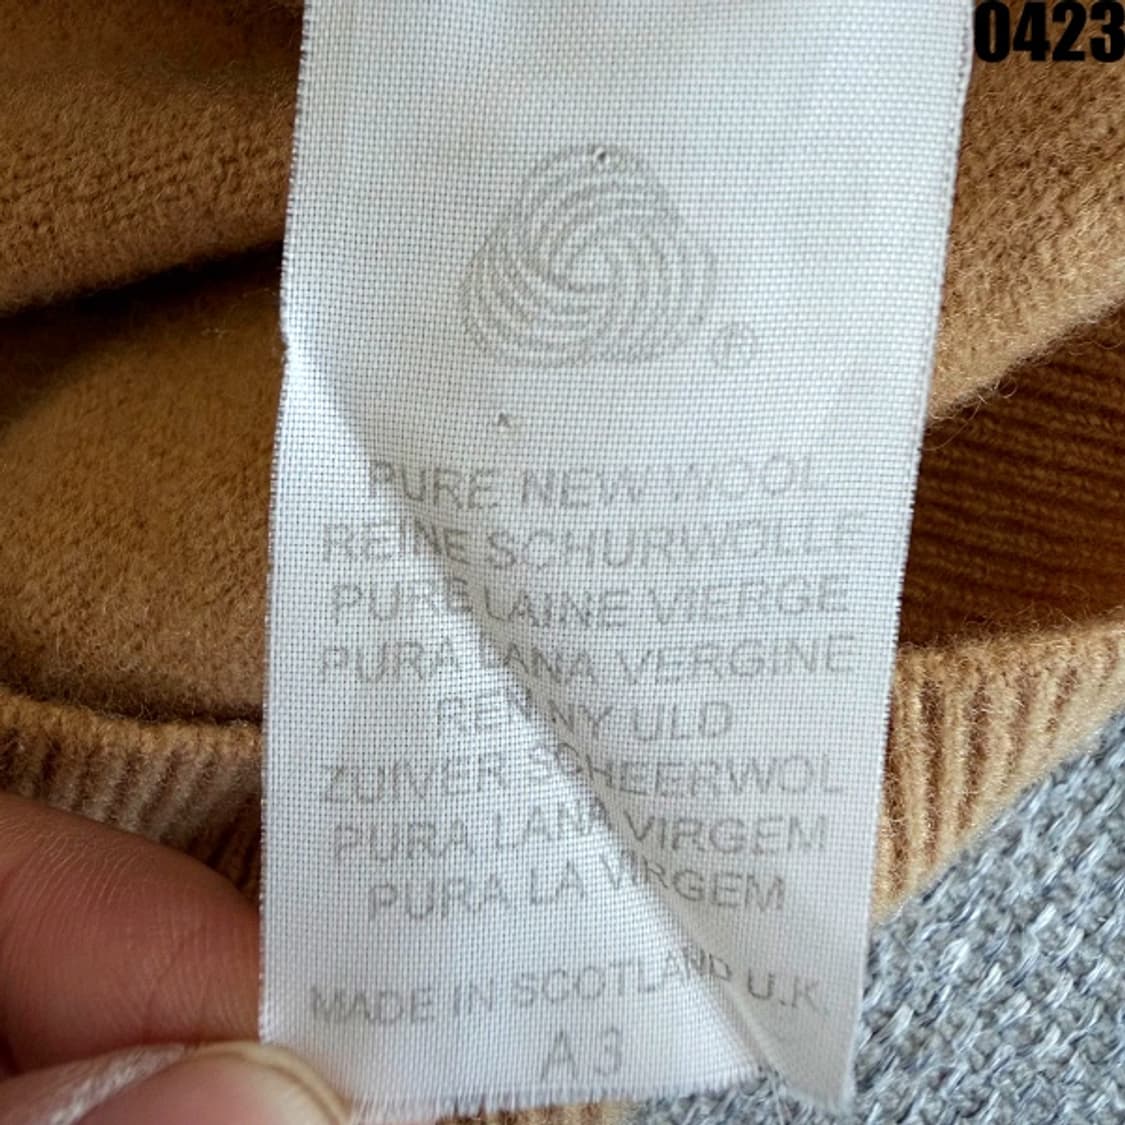 0423
®
PURE NEW WOOL
REINE SCHURWOLLE
PURE LAINE VIERGE
PURA LANA VERGINE
REN NY ULD
ZUIVER SCHEERWOL
PURA LANA VIRGEM
PURA LA VIRGEM
MADE IN SCOTLAND U.K.
A3